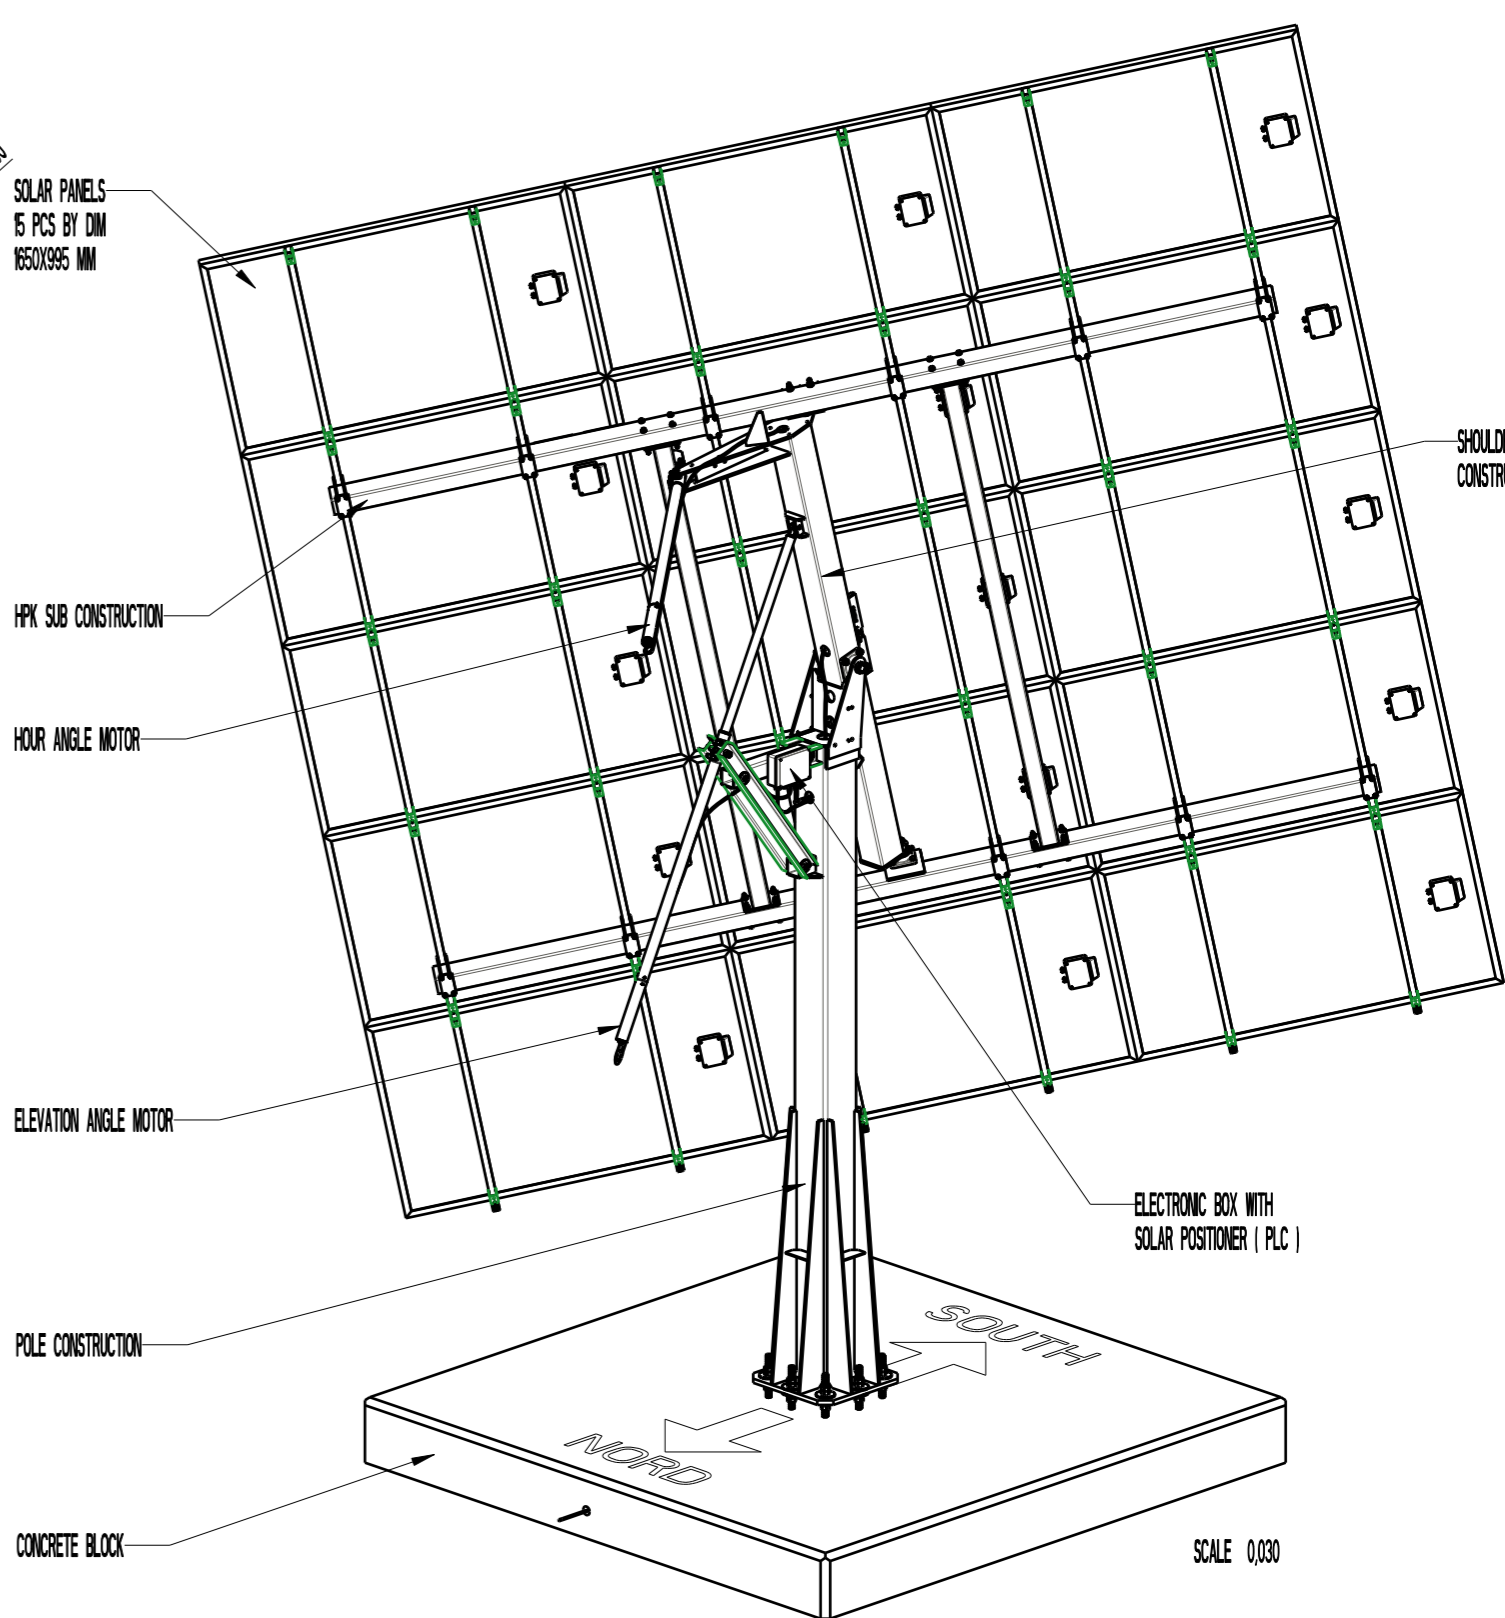 SOLAR PANELS
15 PCS BY DIM
1650X995 MM
HPK SUB CONSTRUCTION
HOUR ANGLE MOTOR
ELEVATION ANGLE MOTOR
POLE CONSTRUCTION
CONCRETE BLOCK
ELECTRONIC BOX WITH
SOLAR POSITIONER ( PLC )
SOUTH
NORD
SCALE 0,030